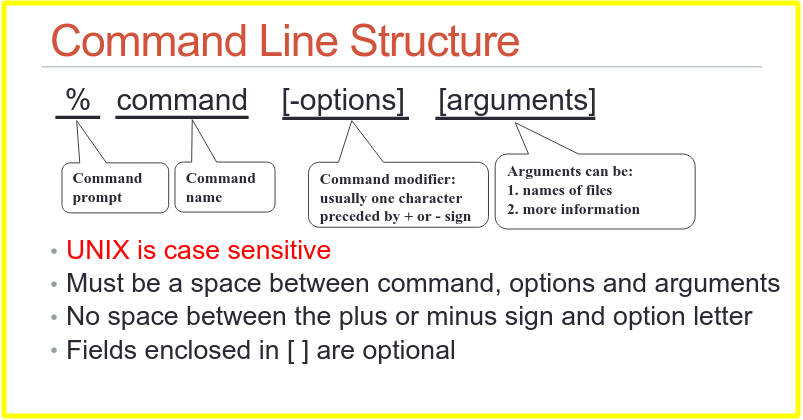 Command Line Structure
% command [-options] [arguments]
Command
prompt
Command
name
Command modifier:
usually one character
preceded by + or - sign
Arguments can be:
1. names of files
2. more information
• UNIX is case sensitive
• Must be a space between command, options and arguments
• No space between the plus or minus sign and option letter
• Fields enclosed in [ ] are optional